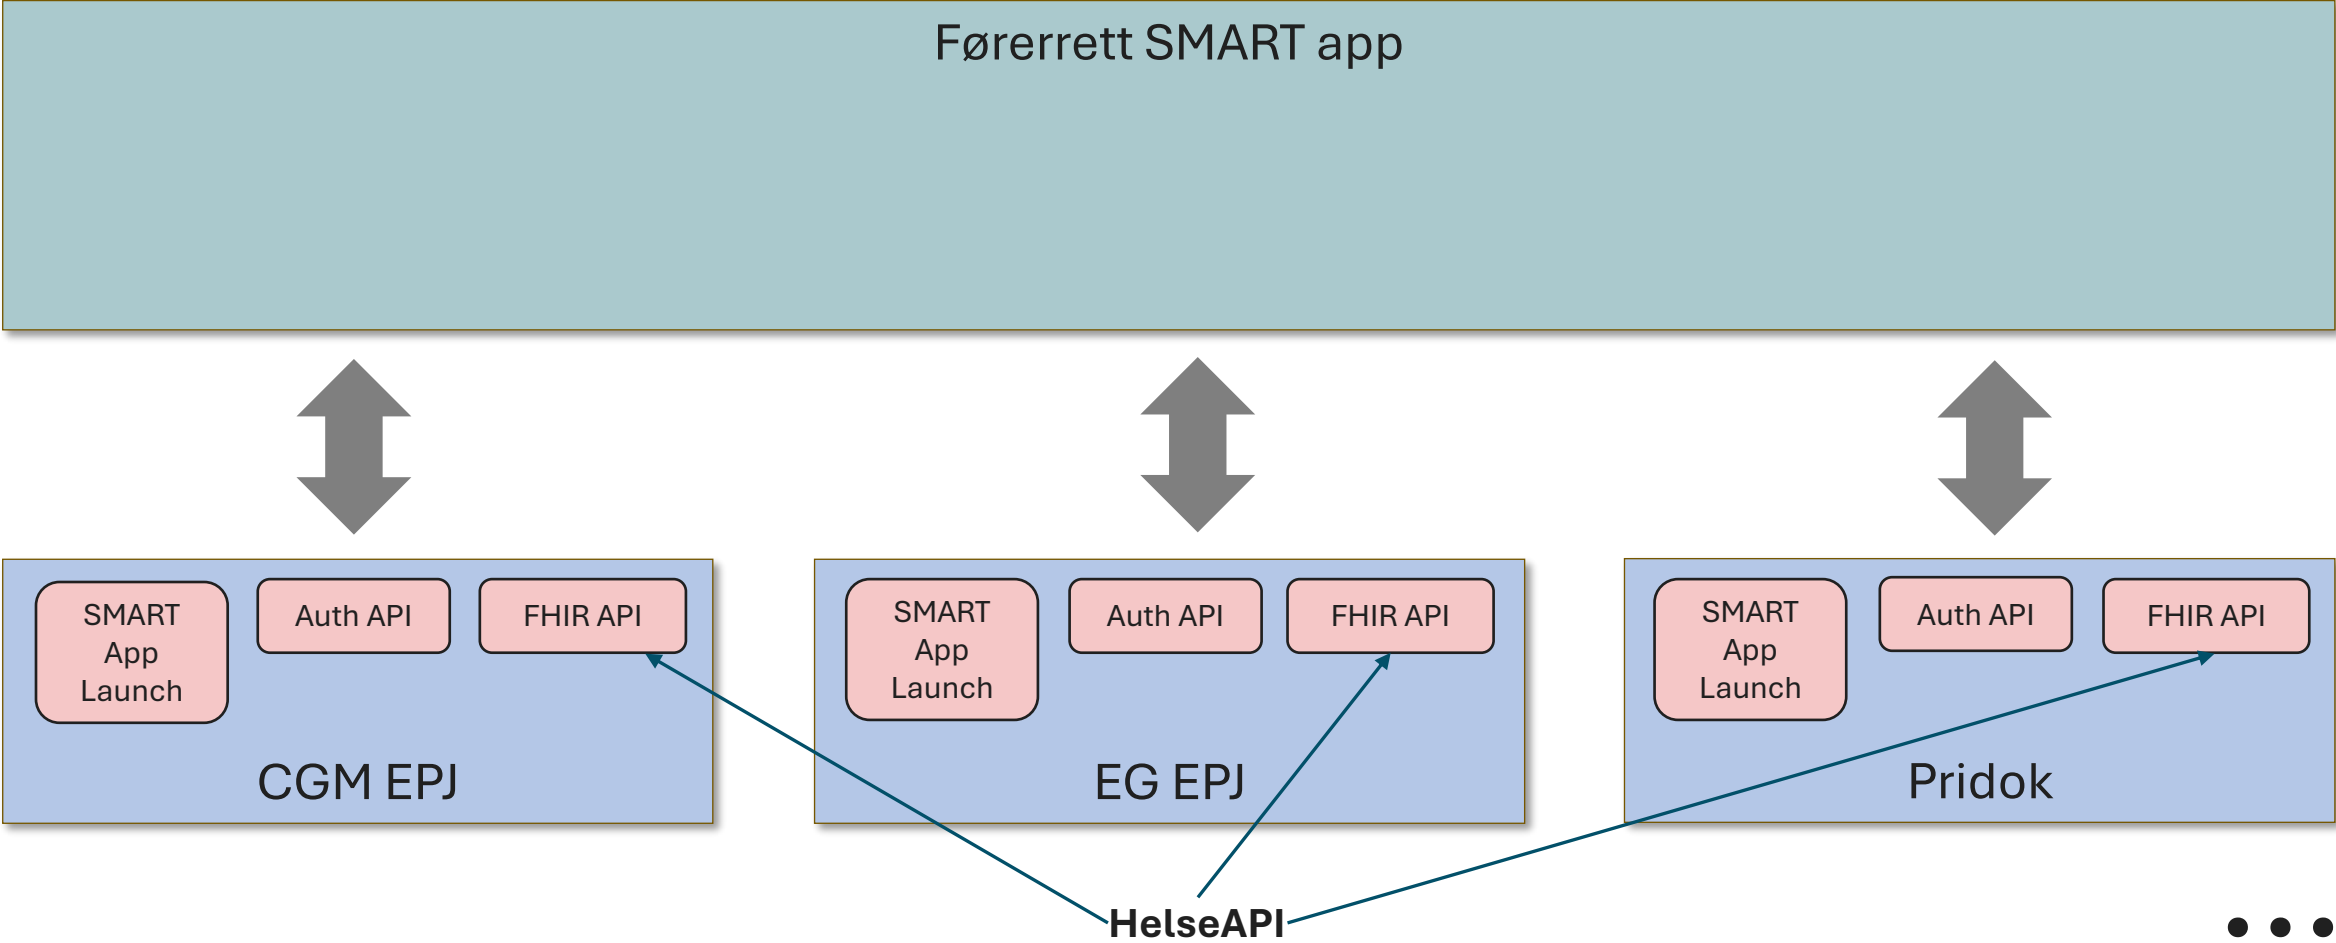 Førerrett SMART app
SMART
App
Launch
Auth API
FHIR API
CGM EPJ
SMART
App
Launch
Auth API
FHIR API
EG EPJ
SMART
App
Launch
Auth API
FHIR API
Pridok
HelseAPI
...